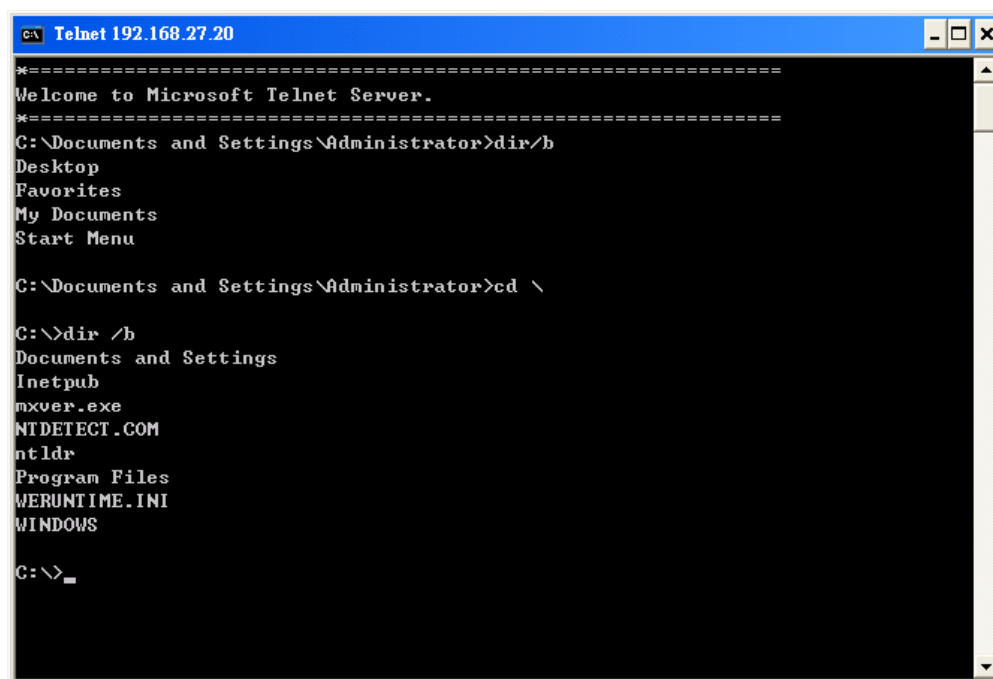 Telnet 192.168.27.20
*===============================================================
Welcome to Microsoft Telnet Server.
*===============================================================
C:\Documents and Settings\Administrator>dir/b
Desktop
Favorites
My Documents
Start Menu
C:\Documents and Settings\Administrator>cd \
C:\>dir /b
Documents and Settings
Inetpub
mxver.exe
NTDETECT.COM
ntldr
Program Files
WERUNTIME.INI
WINDOWS
C:\>_